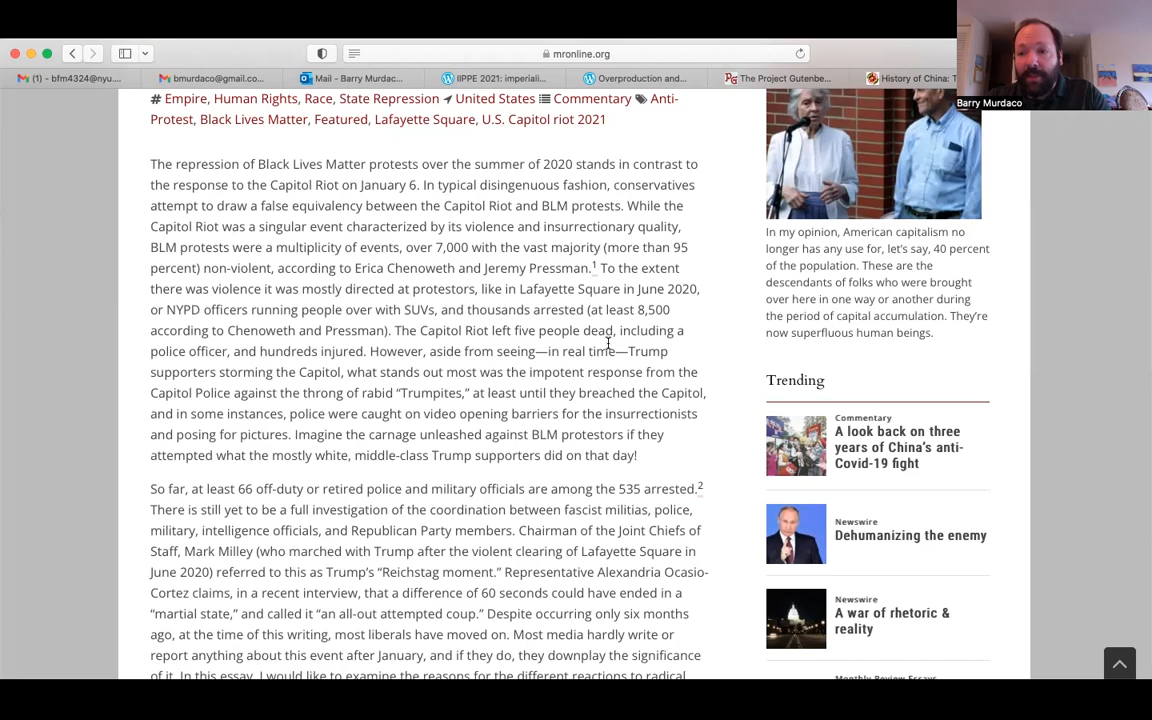 mronline.org
(1) - bfm4324@nyu....
bmurdaco@gmail.co...
Mail - Barry Murdac...
IIPPE 2021: imperiali...
Overproduction and...
The Project Gutenbe...
History of China: T
Barry Murdaco
# Empire, Human Rights, Race, State Repression United States Commentary Anti-
Protest, Black Lives Matter, Featured, Lafayette Square, U.S. Capitol riot 2021
The repression of Black Lives Matter protests over the summer of 2020 stands in contrast to
the response to the Capitol Riot on January 6. In typical disingenuous fashion, conservatives
attempt to draw a false equivalency between the Capitol Riot and BLM protests. While the
Capitol Riot was a singular event characterized by its violence and insurrectionary quality,
BLM protests were a multiplicity of events, over 7,000 with the vast majority (more than 95
percent) non-violent, according to Erica Chenoweth and Jeremy Pressman.1 To the extent
there was violence it was mostly directed at protestors, like in Lafayette Square in June 2020,
or NYPD officers running people over with SUVs, and thousands arrested (at least 8,500
according to Chenoweth and Pressman). The Capitol Riot left five people dead, including a
police officer, and hundreds injured. However, aside from seeing—in real time—Trump
supporters storming the Capitol, what stands out most was the impotent response from the
Capitol Police against the throng of rabid “Trumpites,” at least until they breached the Capitol,
and in some instances, police were caught on video opening barriers for the insurrectionists
and posing for pictures. Imagine the carnage unleashed against BLM protestors if they
attempted what the mostly white, middle-class Trump supporters did on that day!
So far, at least 66 off-duty or retired police and military officials are among the 535 arrested.2
There is still yet to be a full investigation of the coordination between fascist militias, police,
military, intelligence officials, and Republican Party members. Chairman of the Joint Chiefs of
Staff, Mark Milley (who marched with Trump after the violent clearing of Lafayette Square in
June 2020) referred to this as Trump’s “Reichstag moment.” Representative Alexandria Ocasio-
Cortez claims, in a recent interview, that a difference of 60 seconds could have ended in a
“martial state,” and called it “an all-out attempted coup.” Despite occurring only six months
ago, at the time of this writing, most liberals have moved on. Most media hardly write or
report anything about this event after January, and if they do, they downplay the significance
of it. In this essay, I would like to examine the reasons for the different reactions to radical
In my opinion, American capitalism no
longer has any use for, let’s say, 40 percent
of the population. These are the
descendants of folks who were brought
over here in one way or another during
the period of capital accumulation. They’re
now superfluous human beings.
Trending
Commentary
A look back on three
years of China’s anti-
Covid-19 fight
Newswire
Dehumanizing the enemy
Newswire
A war of rhetoric &
reality
Monthly Review Essays